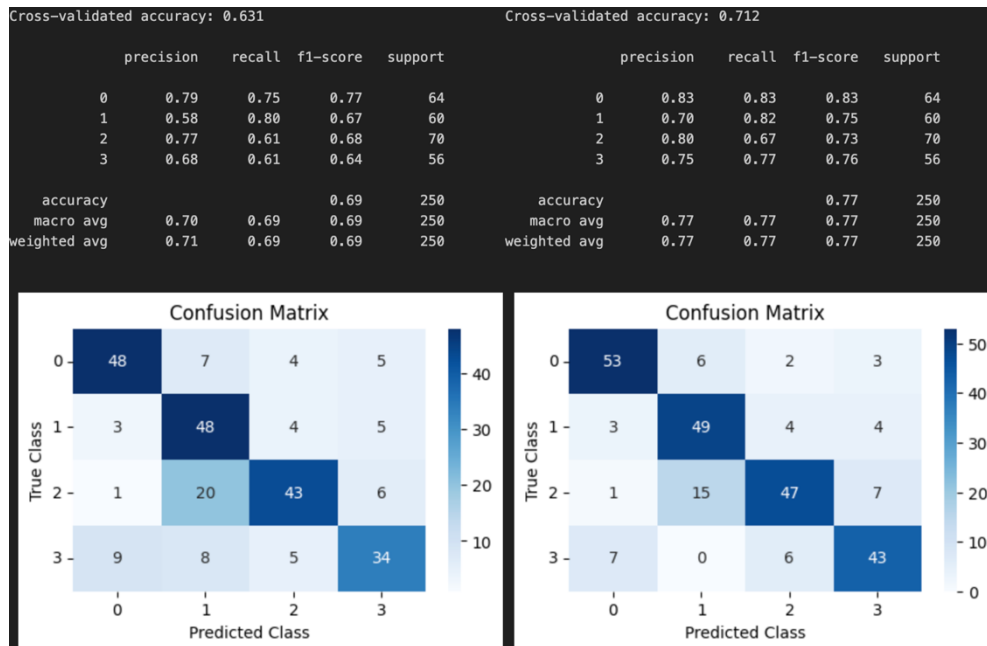 Cross-validated accuracy: 0.631
precision recall f1-score support
0 0.79 0.75 0.77 64
1 0.58 0.80 0.67 60
2 0.77 0.61 0.68 70
3 0.68 0.61 0.64 56
accuracy 0.69 250
macro avg 0.70 0.69 0.69 250
weighted avg 0.71 0.69 0.69 250
Confusion Matrix
0 48 7 4 5
1 3 48 4 5
2 1 20 43 6
3 9 8 5 34
0 1 2 3
Predicted Class
True Class
40
30
20
10
Cross-validated accuracy: 0.712
precision recall f1-score support
0 0.83 0.83 0.83 64
1 0.70 0.82 0.75 60
2 0.80 0.67 0.73 70
3 0.75 0.77 0.76 56
accuracy 0.77 250
macro avg 0.77 0.77 0.77 250
weighted avg 0.77 0.77 0.77 250
Confusion Matrix
0 53 6 2 3
1 3 49 4 4
2 1 15 47 7
3 7 0 6 43
0 1 2 3
Predicted Class
True Class
50
40
30
20
10
0